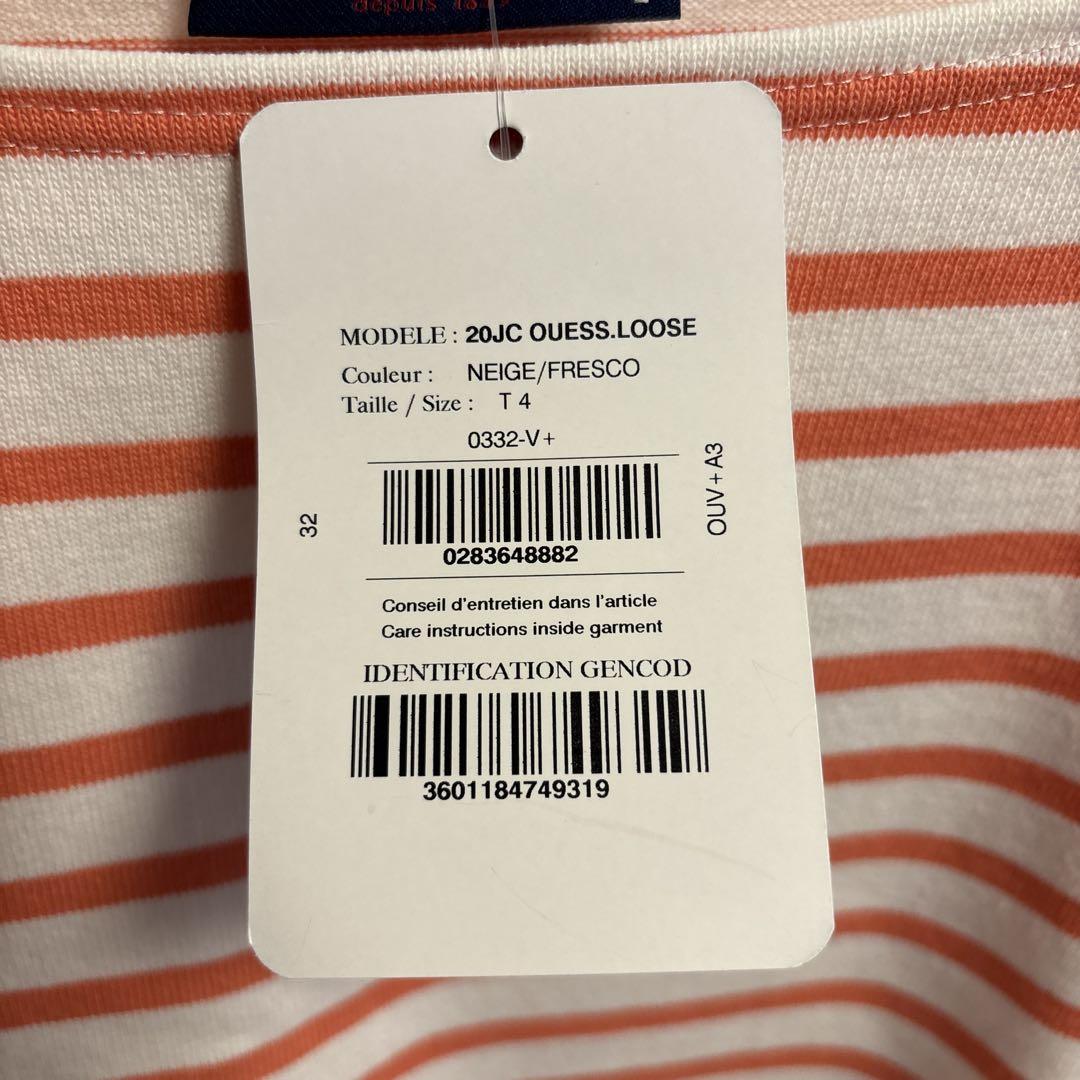 depuis
MODELE : 20JC OUESS.LOOSE
Couleur : NEIGE/FRESCO
Taille / Size : T 4
0332-V+
32
OUV+A3
0283648882
Conseil d'entretien dans l'article
Care instructions inside garment
IDENTIFICATION GENCOD
3601184749319